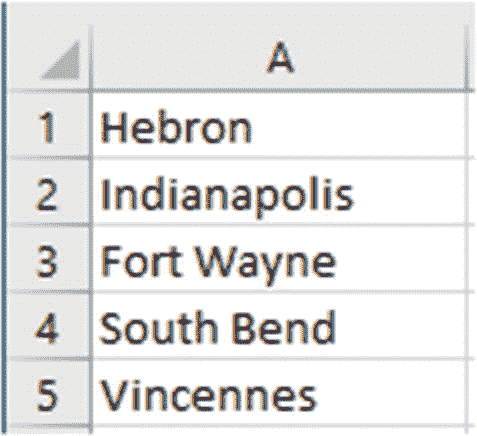 A
1 Hebron
2 Indianapolis
3 Fort Wayne
4 South Bend
5 Vincennes